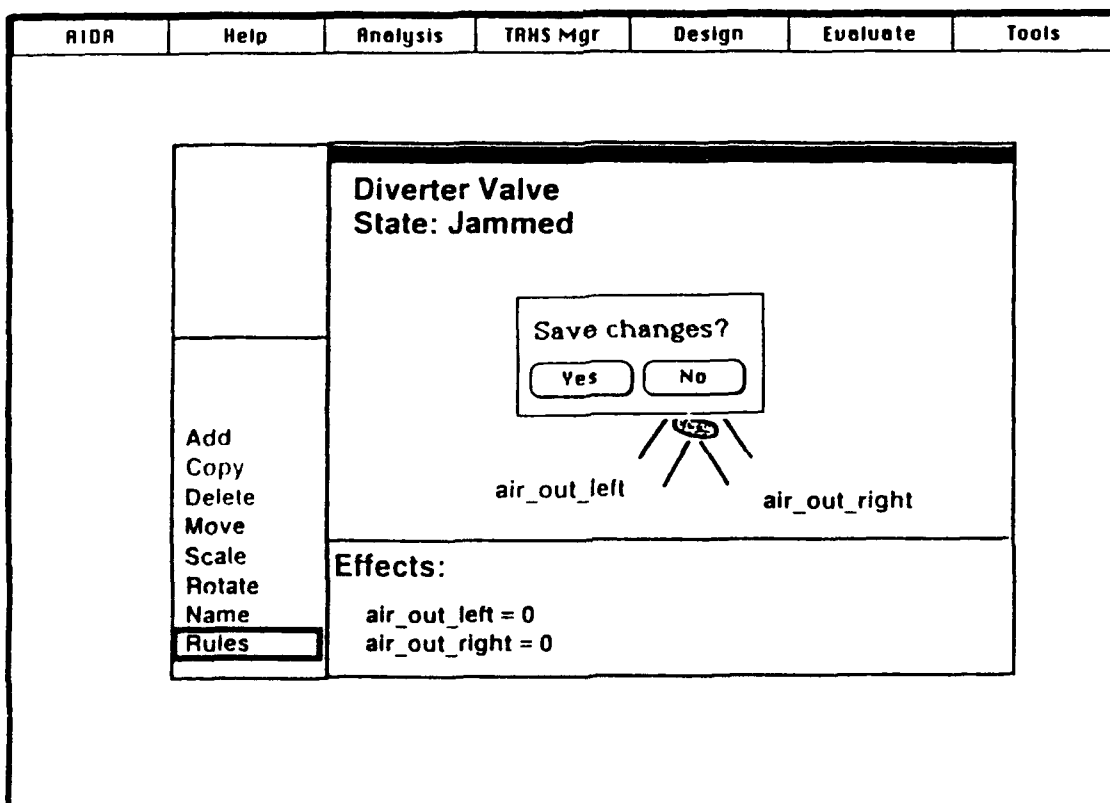 AIDA Help Analysis TAXS Mgr Design Evaluate Tools
Diverter Valve
State: Jammed
Save changes?
Yes No
air_out_left air_out_right
Add
Copy
Delete
Move
Scale
Rotate
Name
Rules
Effects:
air_out_left = 0
air_out_right = 0